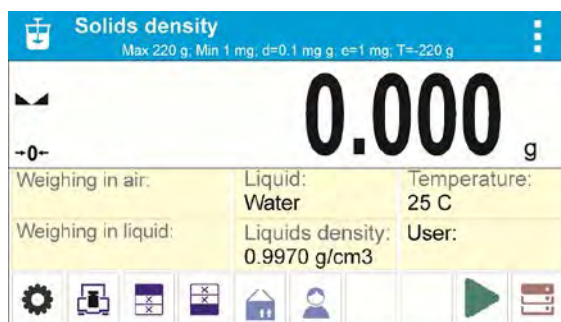 Solids density
Max 220 g; Min 1 mg; d=0.1 mg g; e=1 mg; T=-220 g
0.000 g
→0←
Weighing in air:
Liquid:
Water
Temperature:
25 C
Weighing in liquid:
Liquids density:
0.9970 g/cm3
User: